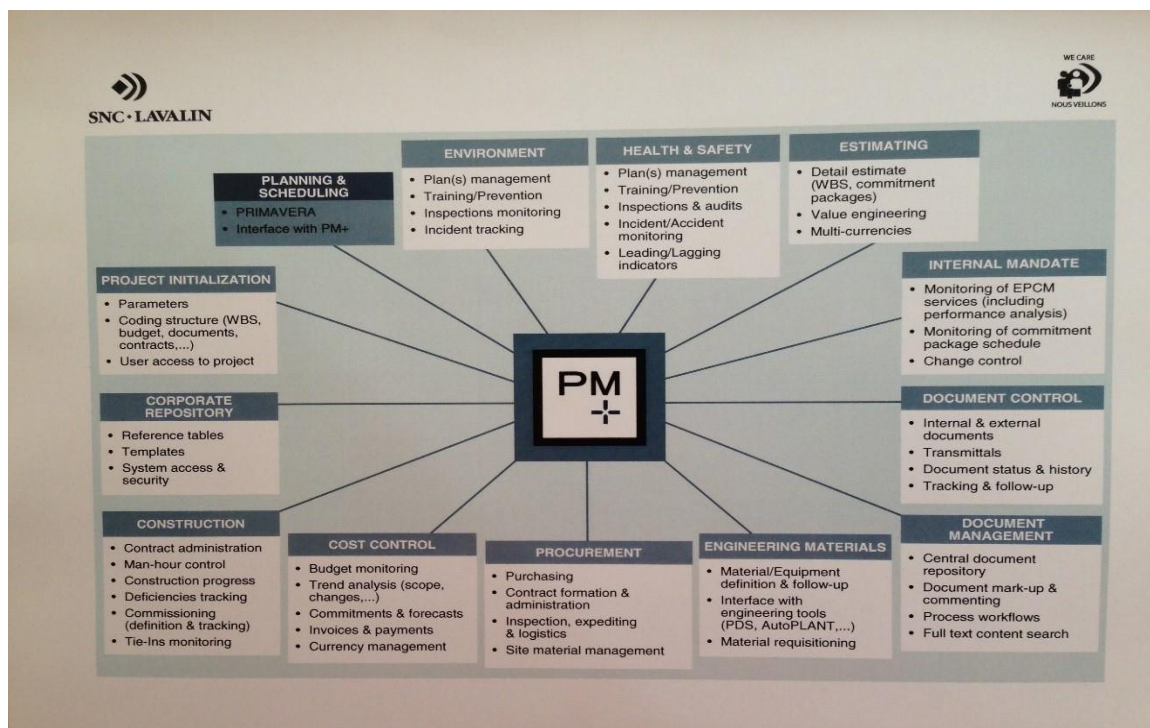 SNC·LAVALIN
WE CARE
NOUS VEILLONS
PLANNING &
SCHEDULING
• PRIMAVERA
• Interface with PM+
ENVIRONMENT
• Plan(s) management
• Training/Prevention
• Inspections monitoring
• Incident tracking
HEALTH & SAFETY
• Plan(s) management
• Training/Prevention
• Inspections & audits
• Incident/Accident
monitoring
• Leading/Lagging
indicators
ESTIMATING
• Detail estimate
(WBS, commitment
packages)
• Value engineering
• Multi-currencies
PROJECT INITIALIZATION
• Parameters
• Coding structure (WBS,
budget, documents,
contracts,...)
• User access to project
INTERNAL MANDATE
• Monitoring of EPCM
services (including
performance analysis)
• Monitoring of commitment
package schedule
• Change control
PM
+
CORPORATE
REPOSITORY
• Reference tables
• Templates
• System access &
security
DOCUMENT CONTROL
• Internal & external
documents
• Transmittals
• Document status & history
• Tracking & follow-up
CONSTRUCTION
• Contract administration
• Man-hour control
• Construction progress
• Deficiencies tracking
• Commissioning
(definition & tracking)
• Tie-Ins monitoring
COST CONTROL
• Budget monitoring
• Trend analysis (scope,
changes,...)
• Commitments & forecasts
• Invoices & payments
• Currency management
PROCUREMENT
• Purchasing
• Contract formation &
administration
• Inspection, expediting
& logistics
• Site material management
ENGINEERING MATERIALS
• Material/Equipment
definition & follow-up
• Interface with
engineering tools
(PDS, AutoPLANT,...)
• Material requisitioning
DOCUMENT
MANAGEMENT
• Central document
repository
• Document mark-up &
commenting
• Process workflows
• Full text content search